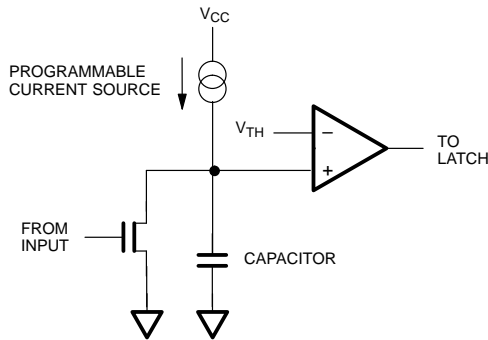 VCC
PROGRAMMABLE
CURRENT SOURCE
VTH
−
+
TO
LATCH
FROM
INPUT
CAPACITOR